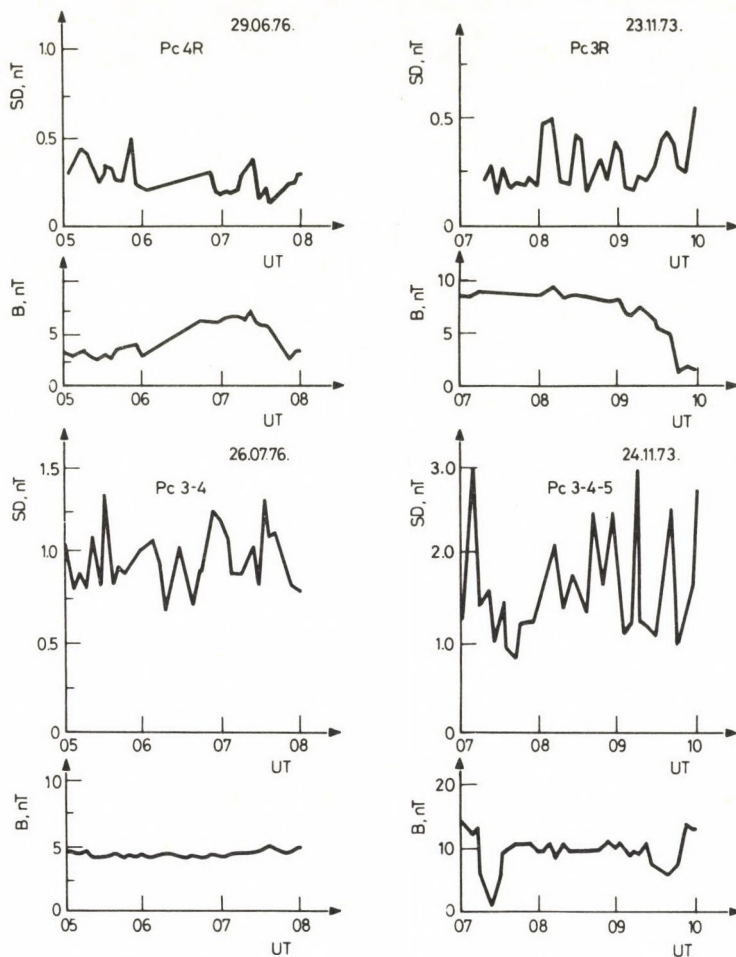 29.06.76.
Pc 4R
SD, nT
1.0
0.5
0
05 06 07 08
UT
B, nT
10
5
0
05 06 07 08
UT
23.11.73.
Pc 3R
SD, nT
0.5
0
07 08 09 10
UT
B, nT
10
5
0
07 08 09 10
UT
26.07.76.
Pc 3-4
SD, nT
1.5
1.0
0.5
0
05 06 07 08
UT
B, nT
10
5
0
05 06 07 08
UT
24.11.73.
Pc 3-4-5
SD, nT
3.0
2.0
1.0
0
07 08 09 10
UT
B, nT
20
10
0
07 08 09 10
UT